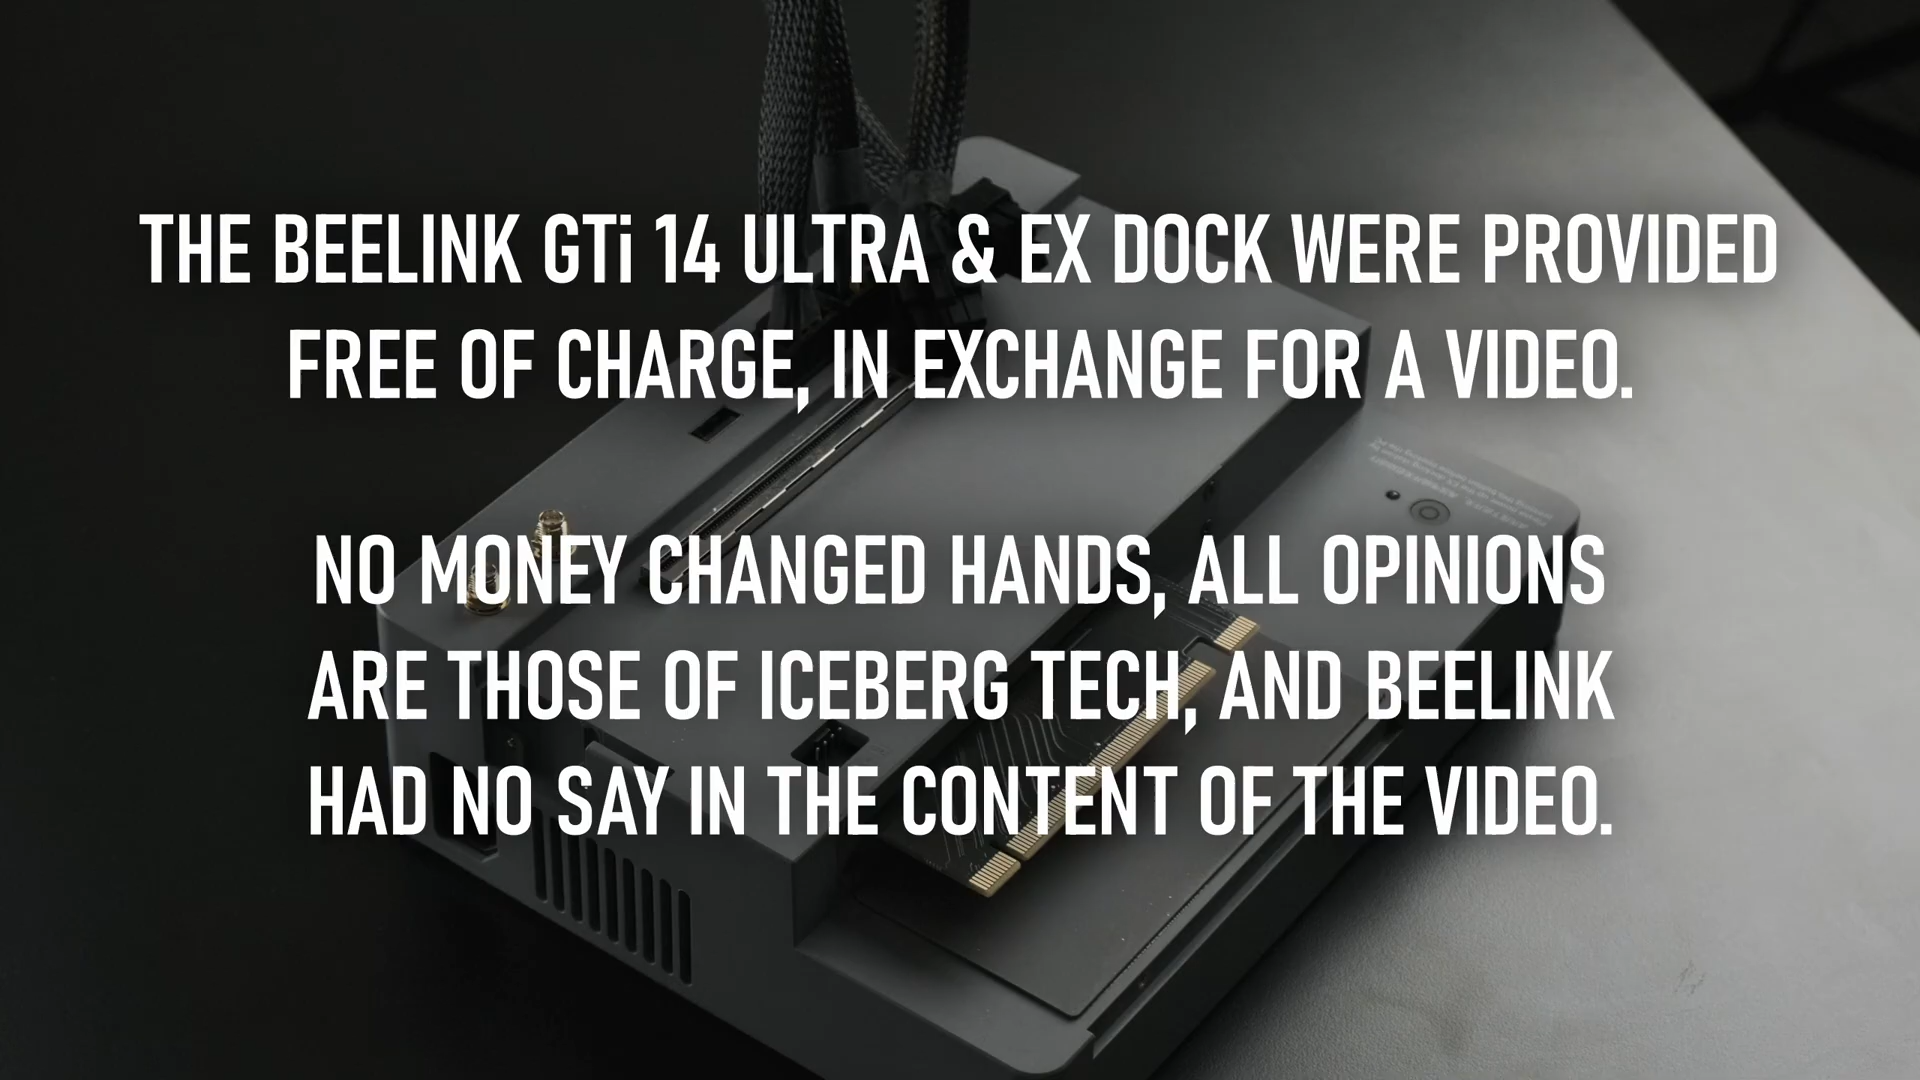 THE BEELINK GTi 14 ULTRA & EX DOCK WERE PROVIDED
FREE OF CHARGE, IN EXCHANGE FOR A VIDEO.
NO MONEY CHANGED HANDS, ALL OPINIONS
ARE THOSE OF ICEBERG TECH, AND BEELINK
HAD NO SAY IN THE CONTENT OF THE VIDEO.